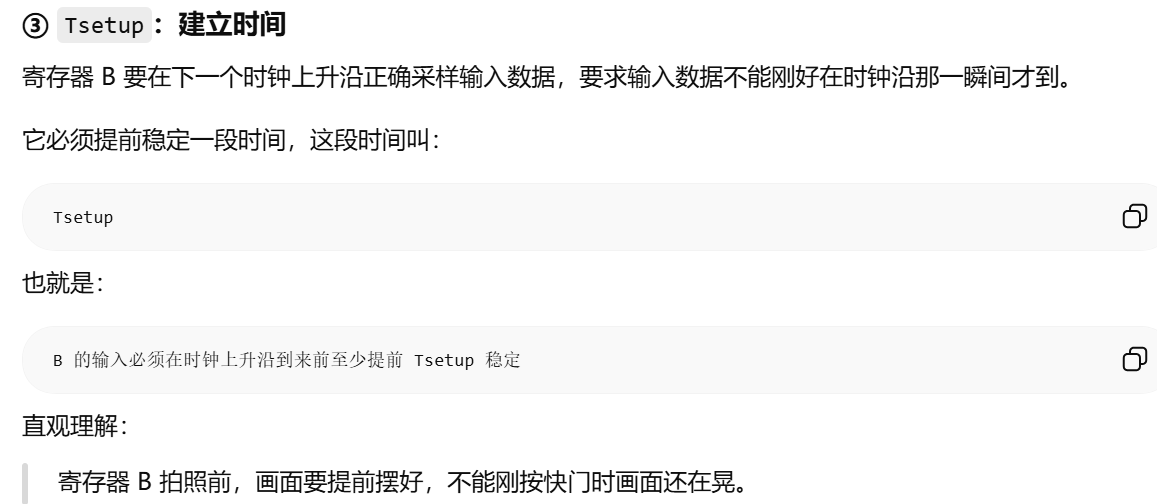 ③ Tsetup：建立时间
寄存器 B 要在下一个时钟上升沿正确采样输入数据，要求输入数据不能刚好在时钟沿那一瞬间才到。
它必须提前稳定一段时间，这段时间叫：
Tsetup
也就是：
B 的输入必须在时钟上升沿到来前至少提前 Tsetup 稳定
直观理解：
寄存器 B 拍照前，画面要提前摆好，不能刚按快门时画面还在晃。